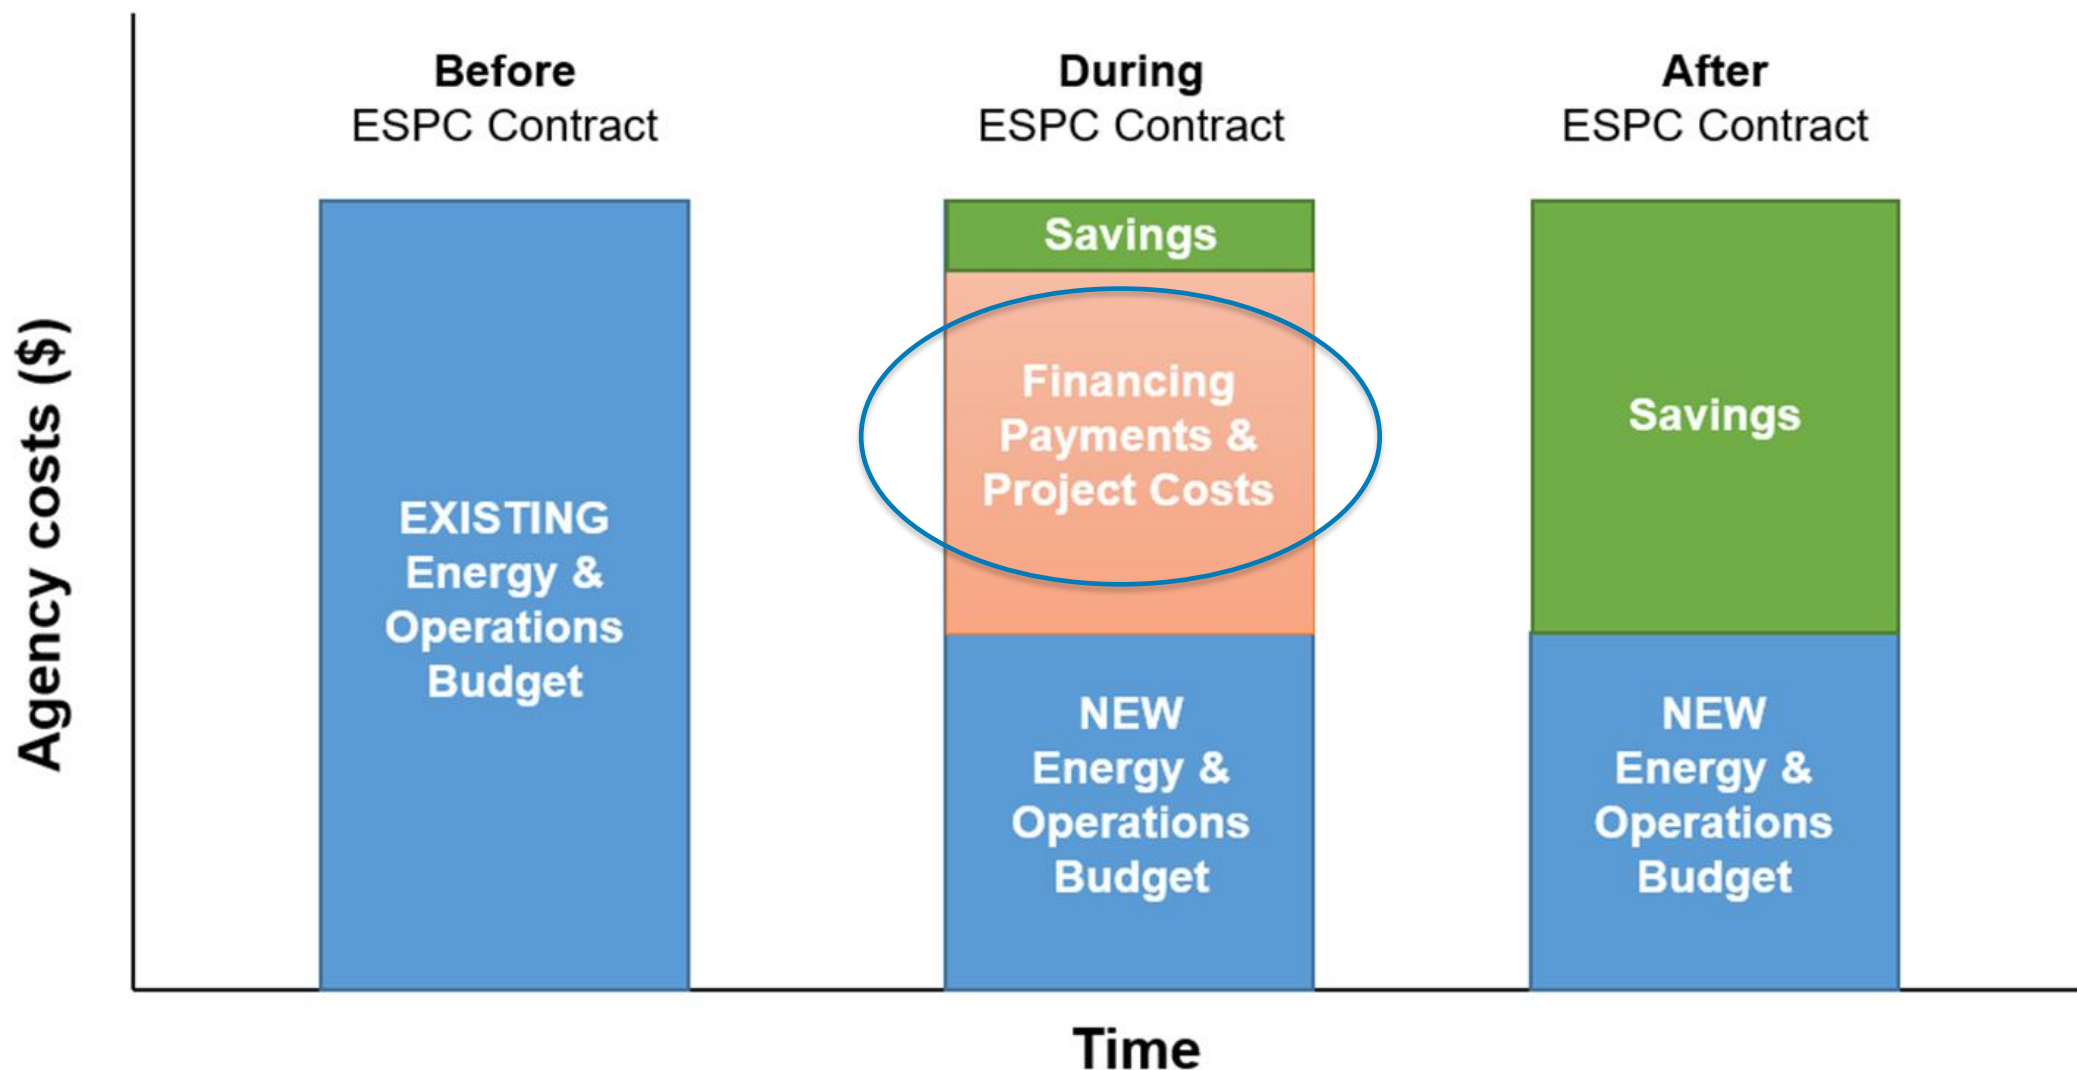 Before
ESPC Contract
During
ESPC Contract
After
ESPC Contract
Agency costs ($)
EXISTING
Energy &
Operations
Budget
Savings
Financing
Payments &
Project Costs
NEW
Energy &
Operations
Budget
Savings
NEW
Energy &
Operations
Budget
Time